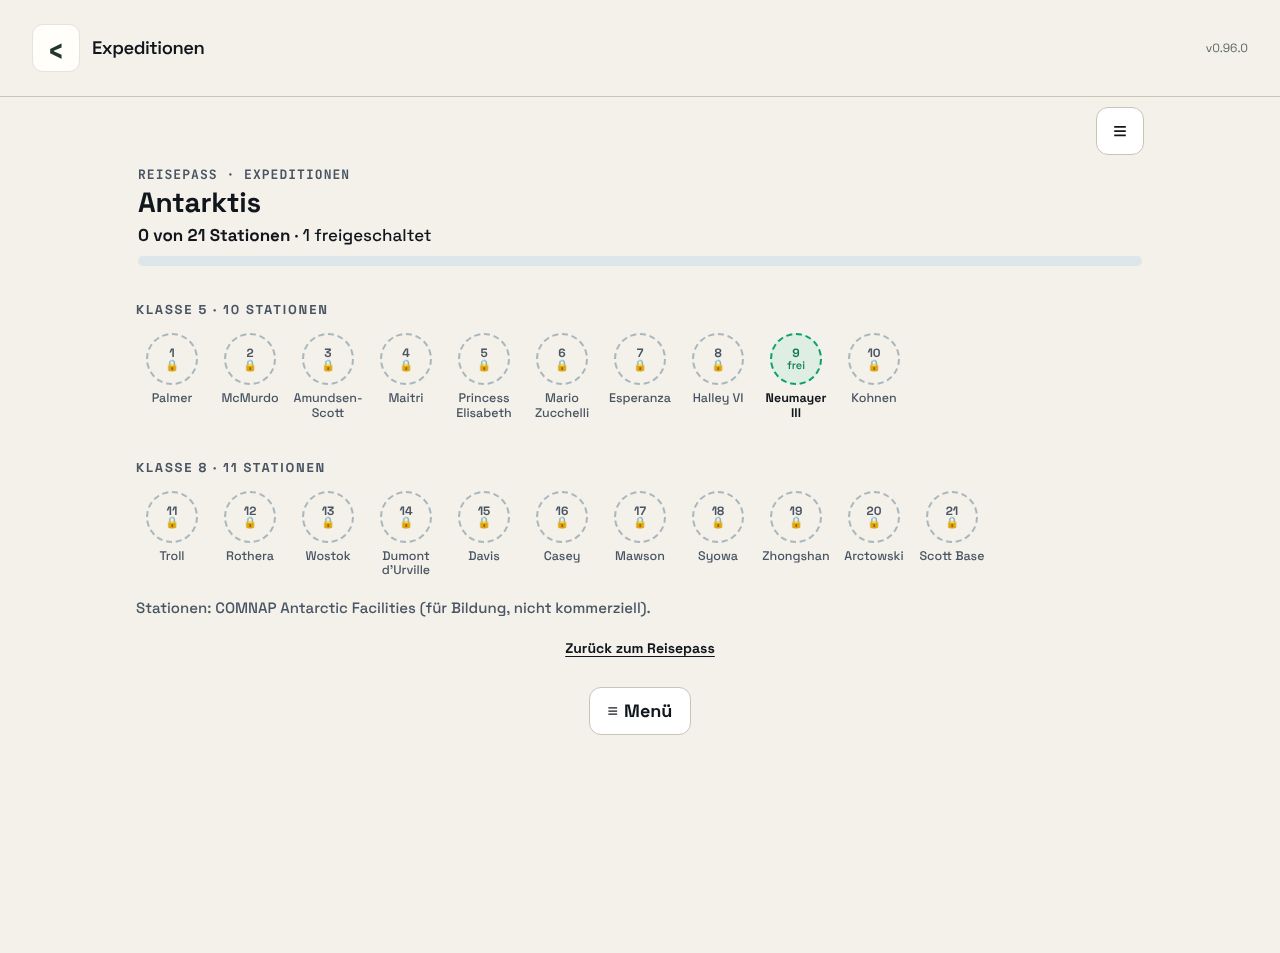 < Expeditionen
v0.96.0
≡
REISEPASS · EXPEDITIONEN
Antarktis
0 von 21 Stationen · 1 freigeschaltet
KLASSE 5 · 10 STATIONEN
1 2 3 4 5 6 7 8 9 10
frei
Palmer McMurdo Amundsen- Maitri Princess Mario Esperanza Halley VI Neumayer Kohnen
Scott Elisabeth Zucchelli III
KLASSE 8 · 11 STATIONEN
11 12 13 14 15 16 17 18 19 20 21
Troll Rothera Wostok Dumont Davis Casey Mawson Syowa Zhongshan Arctowski Scott Base
d'Urville
Stationen: COMNAP Antarctic Facilities (für Bildung, nicht kommerziell).
Zurück zum Reisepass
≡ Menü